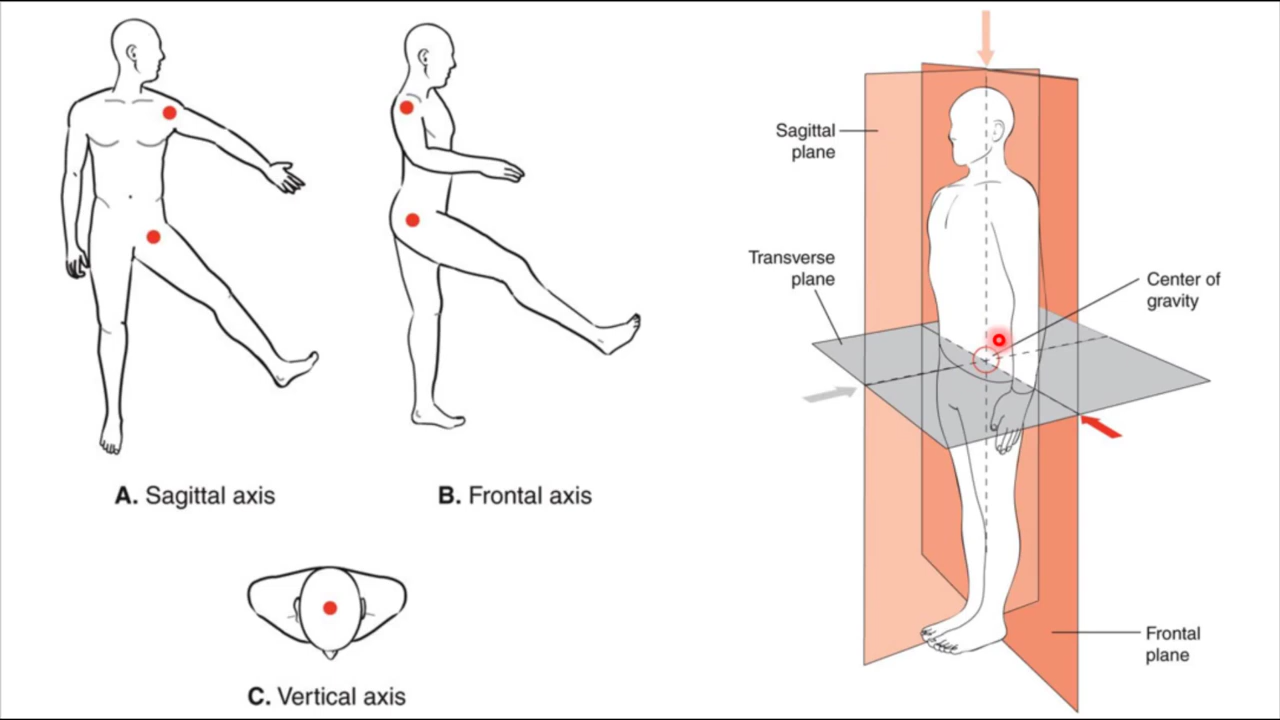 A. Sagittal axis
B. Frontal axis
C. Vertical axis
Sagittal
plane
Transverse
plane
Center of
gravity
Frontal
plane